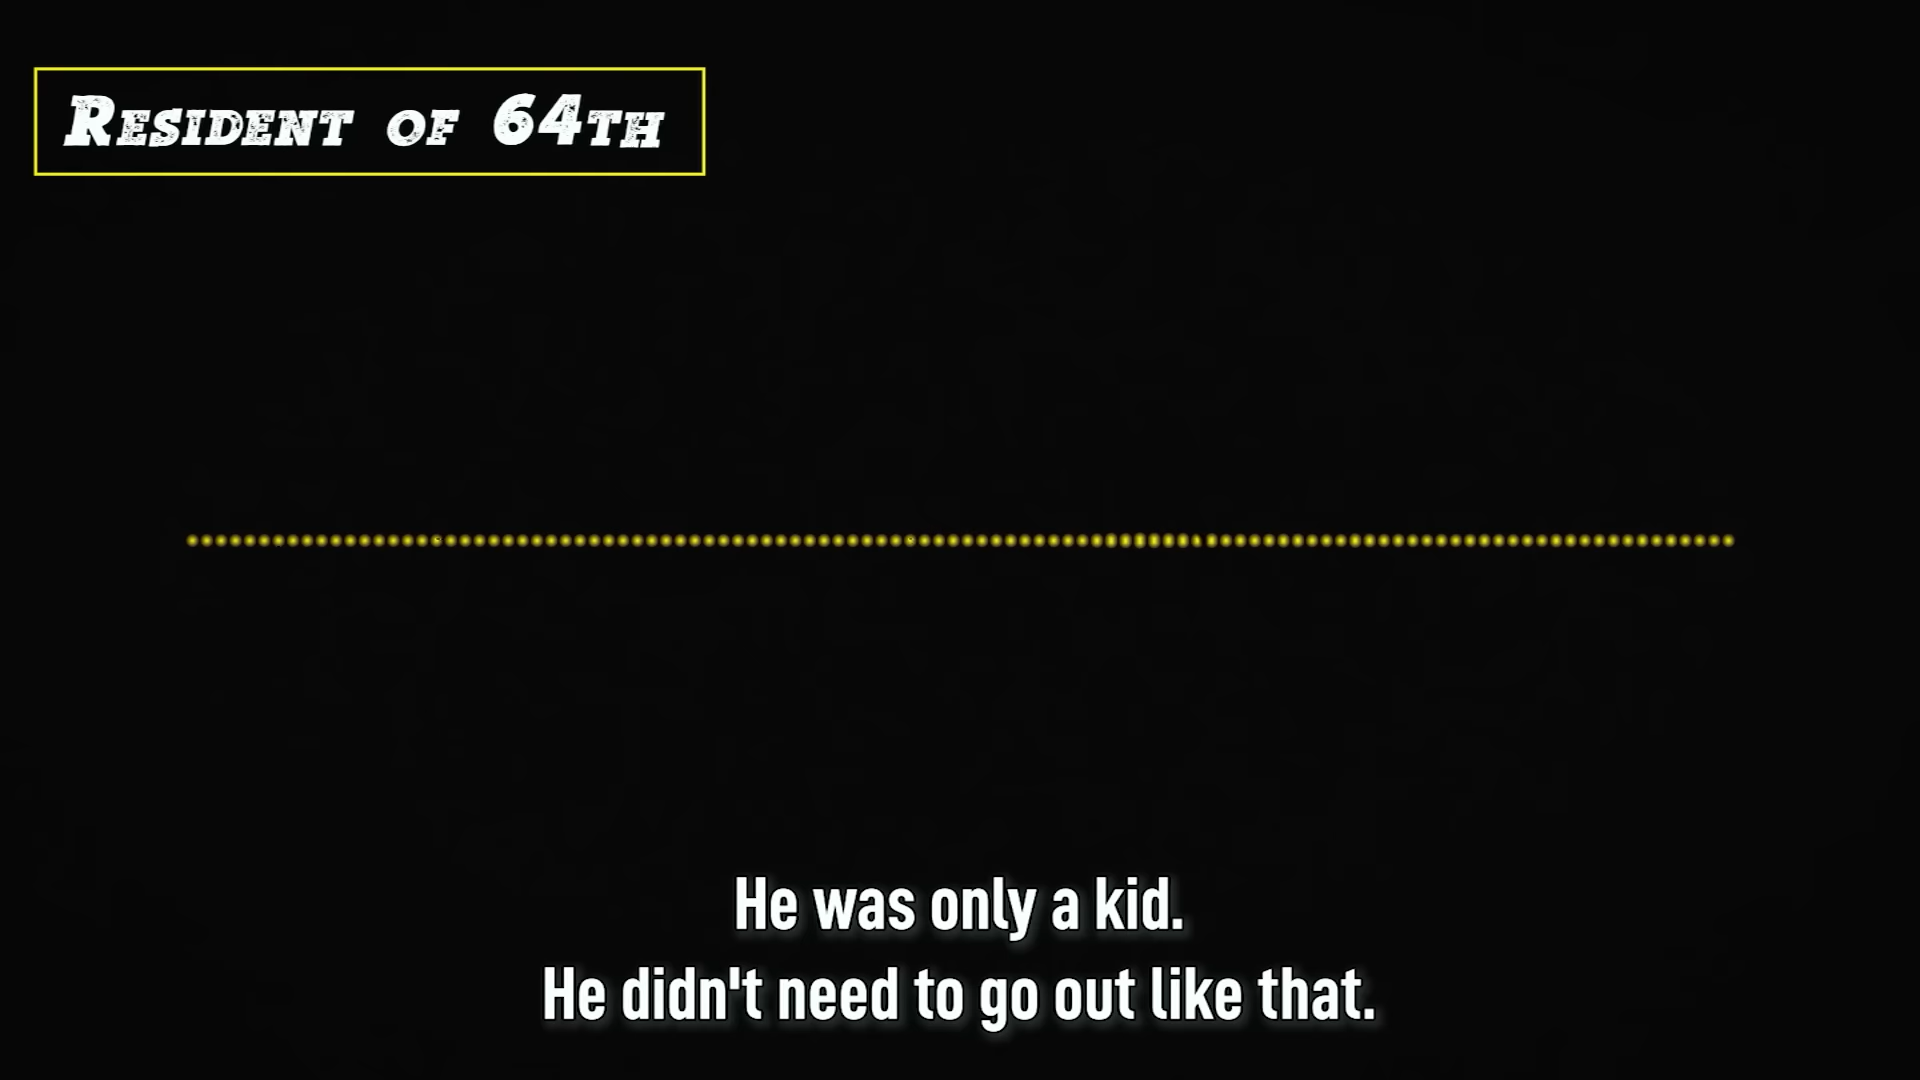 RESIDENT OF 64TH
He was only a kid.
He didn't need to go out like that.